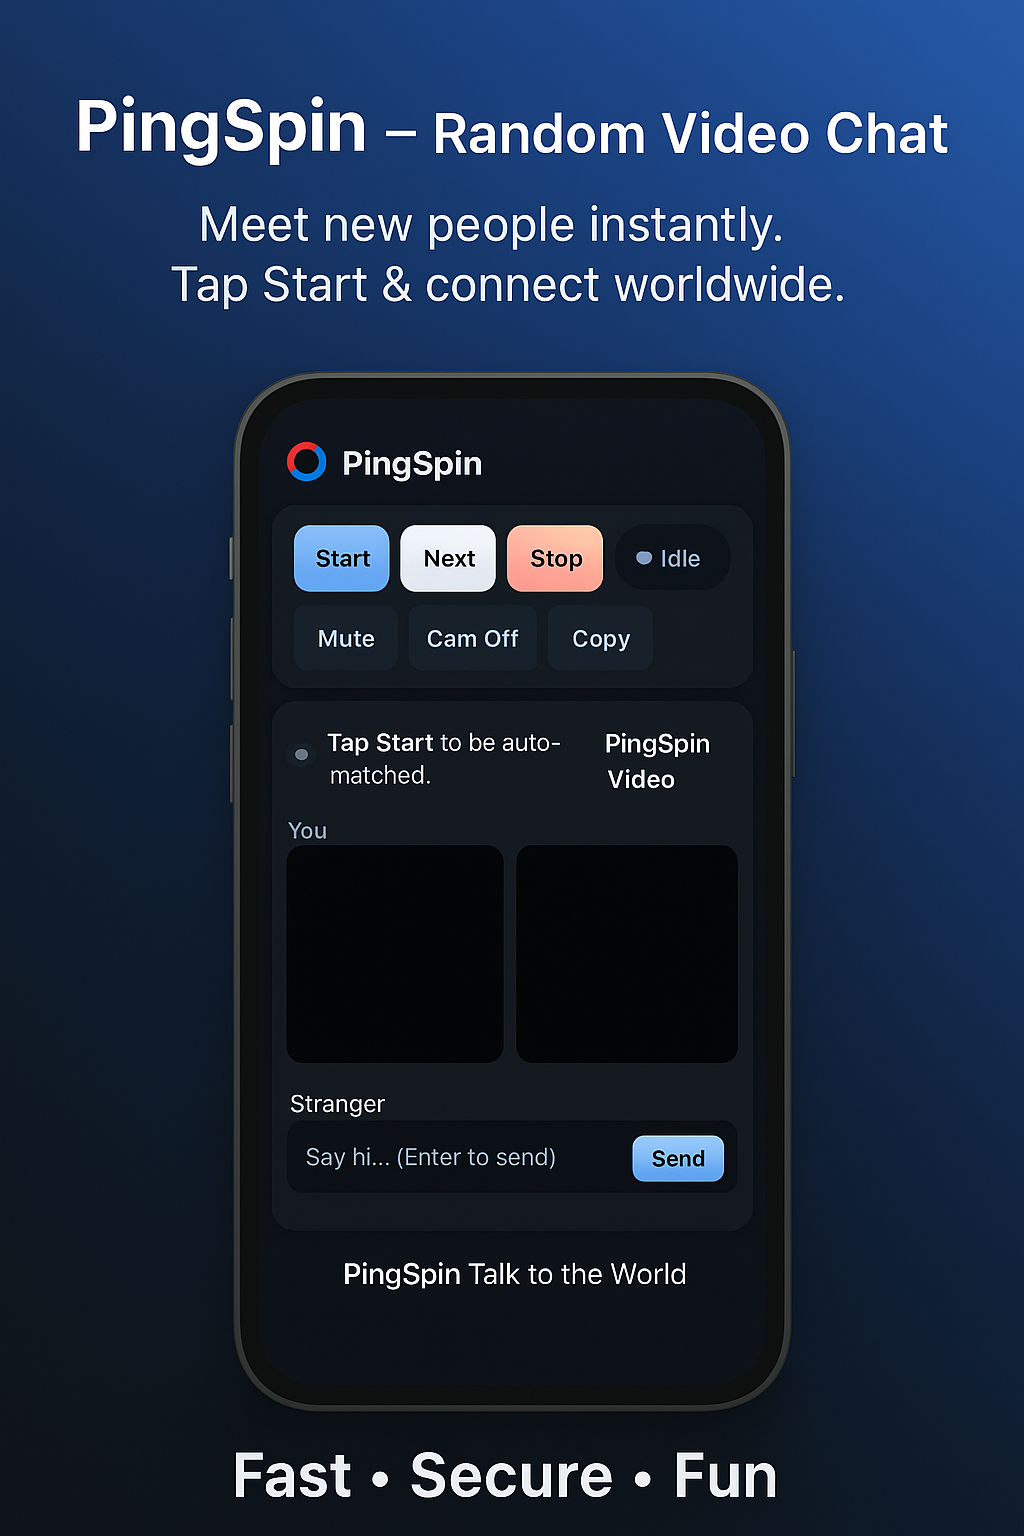 PingSpin – Random Video Chat
Meet new people instantly.
Tap Start & connect worldwide.
PingSpin
Start Next Stop Idle
Mute Cam Off Copy
Tap Start to be auto-
matched.
PingSpin
Video
You
Stranger
Say hi... (Enter to send) Send
PingSpin Talk to the World
Fast • Secure • Fun